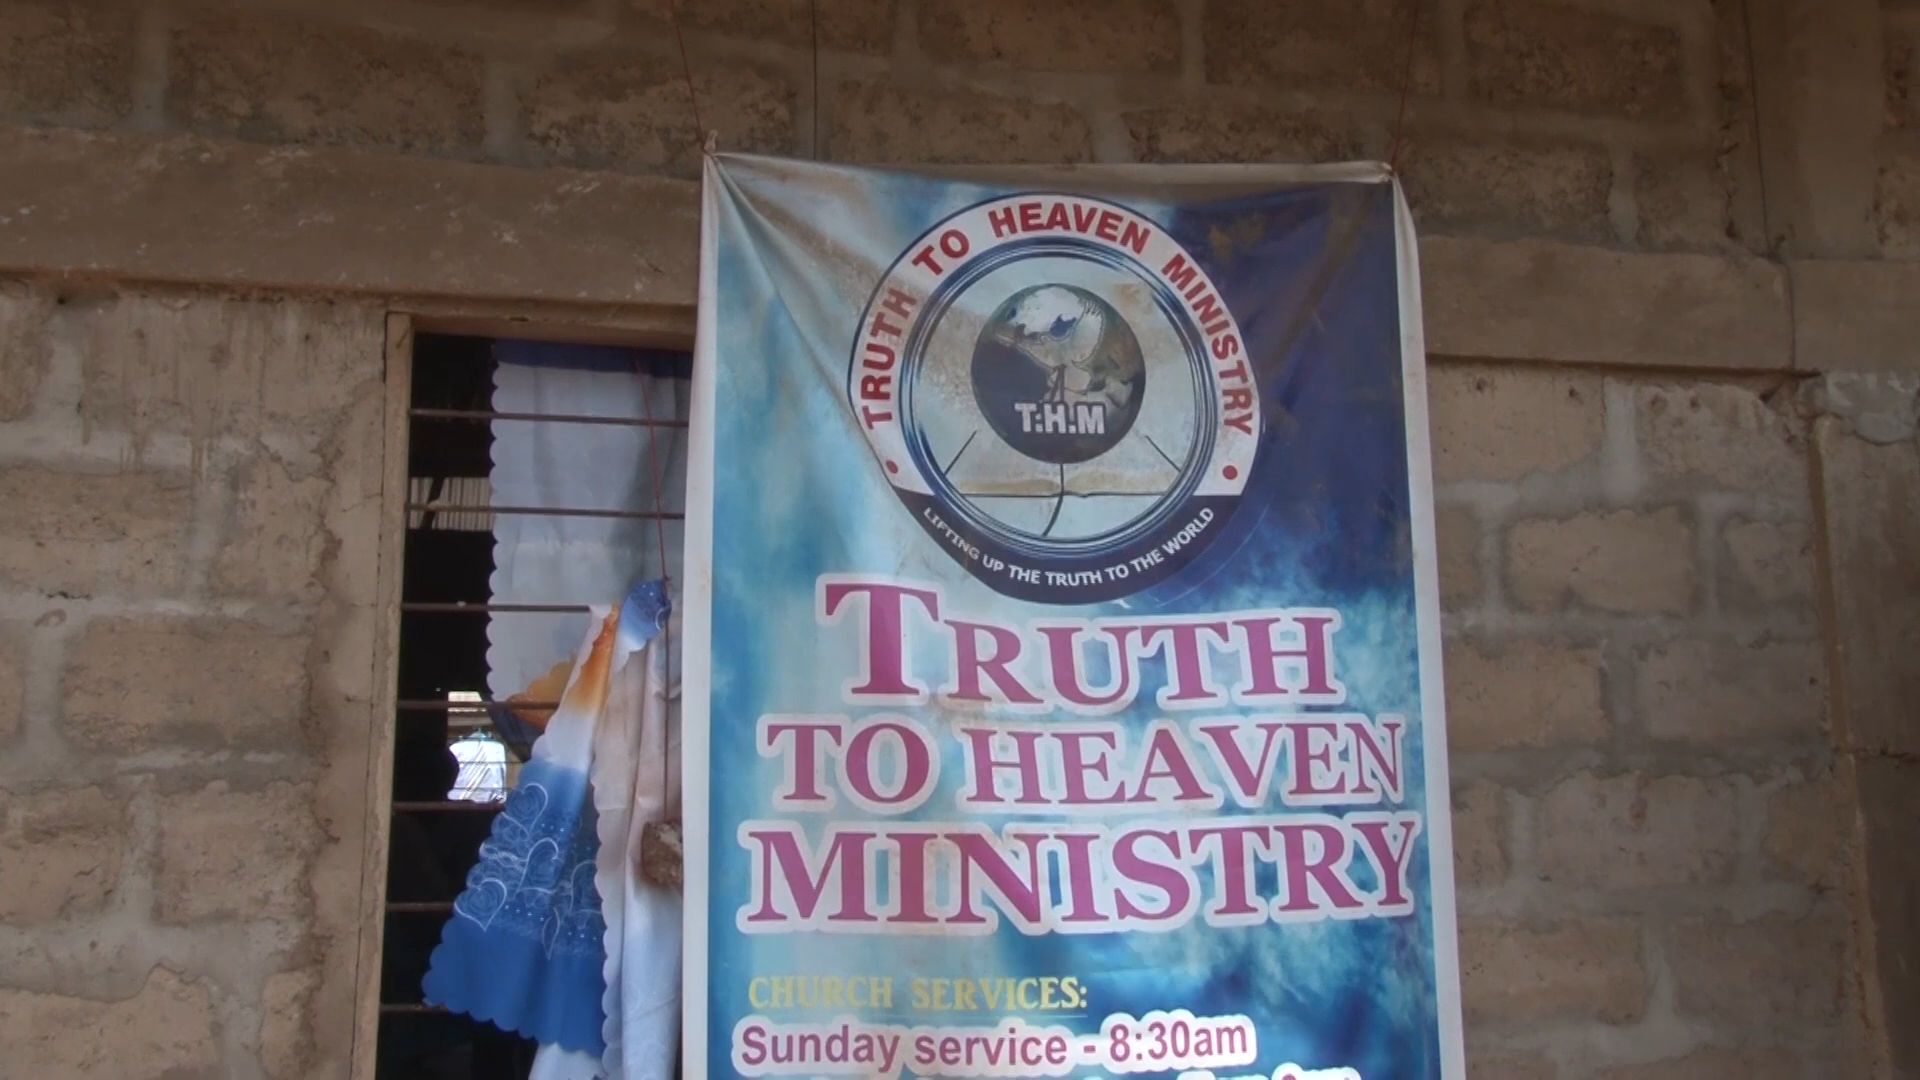 TRUTH TO HEAVEN MINISTRY
T:H:M
LIFTING UP THE TRUTH TO THE WORLD
TRUTH
TO HEAVEN
MINISTRY
CHURCH SERVICES:
Sunday service - 8:30am